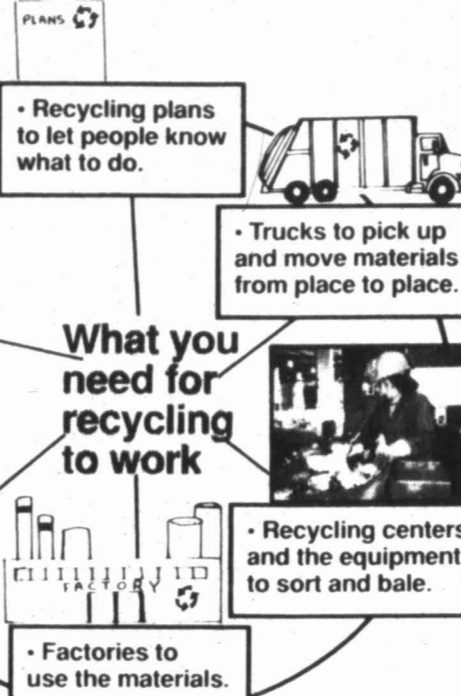 PLANS
• Recycling plans
to let people know
what to do.
• Trucks to pick up
and move materials
from place to place.
What you
need for
recycling
to work
• Recycling centers
and the equipment
to sort and bale.
FACTORY
• Factories to
use the materials.